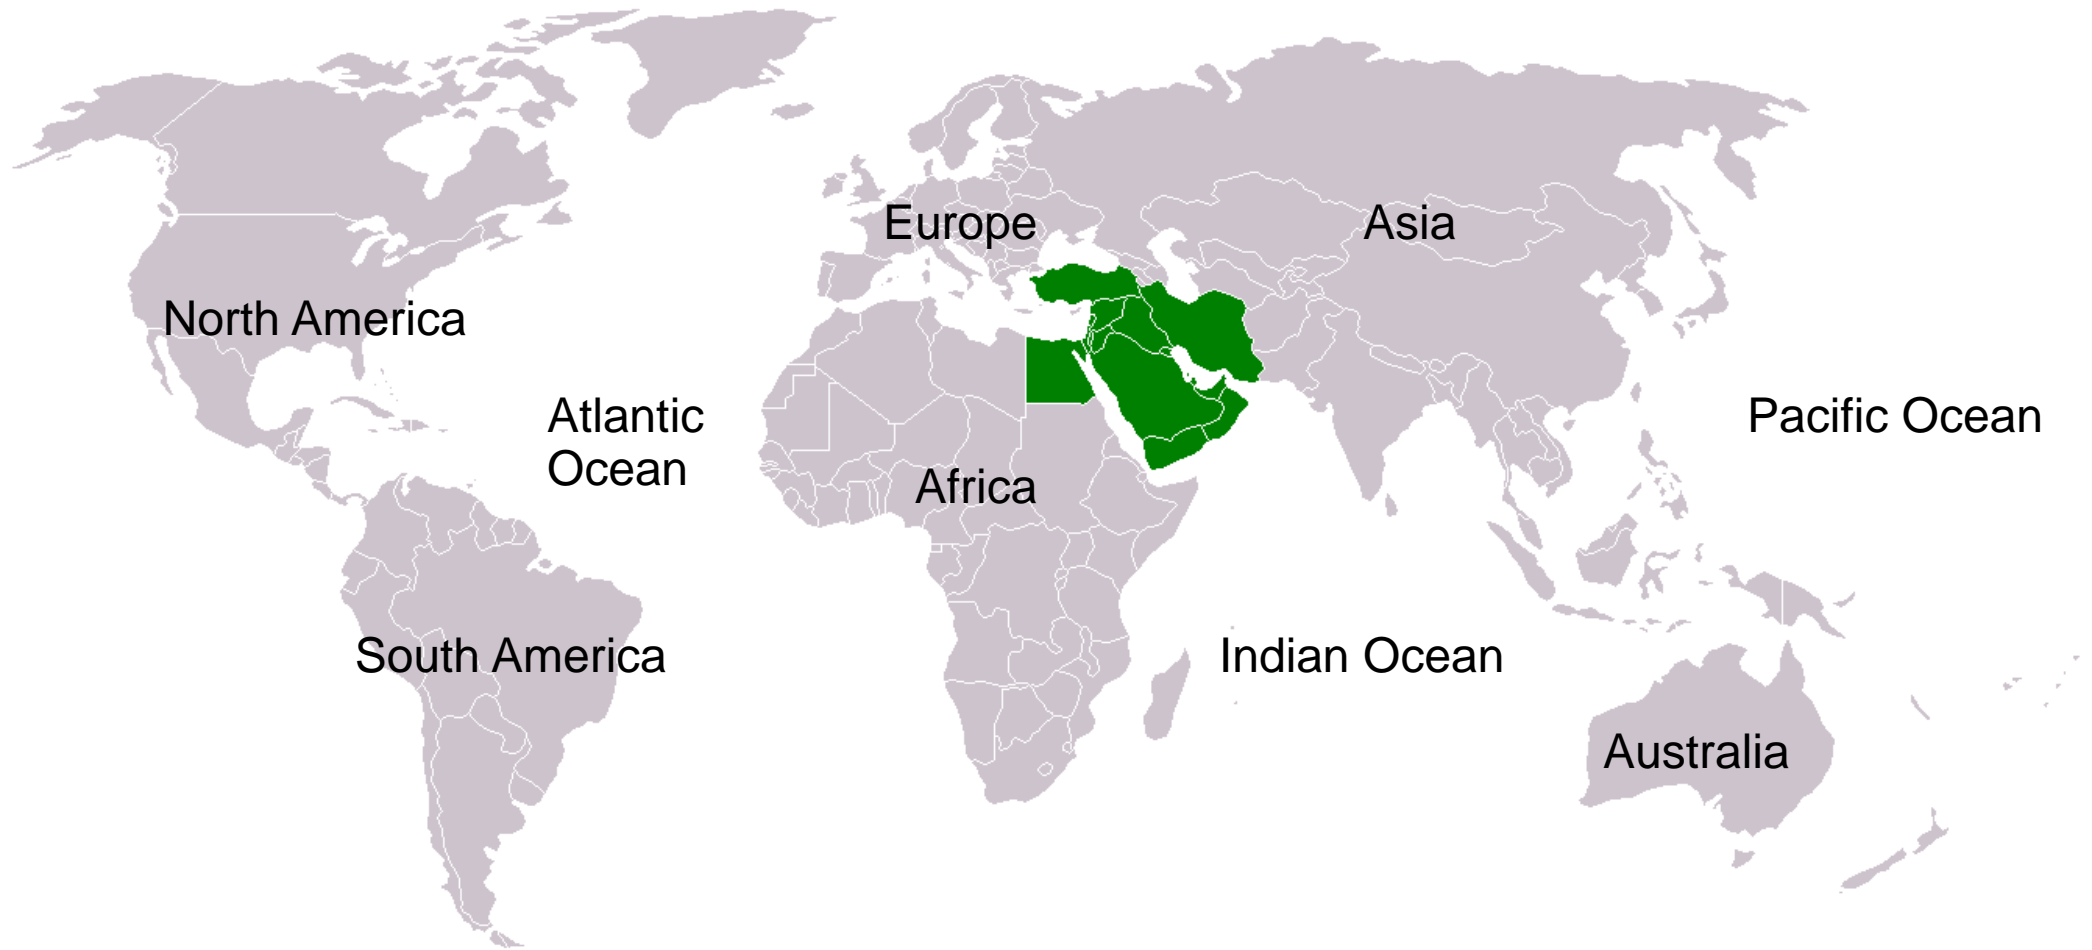 Europe
Asia
North America
Atlantic
Ocean
Pacific Ocean
Africa
South America
Indian Ocean
Australia